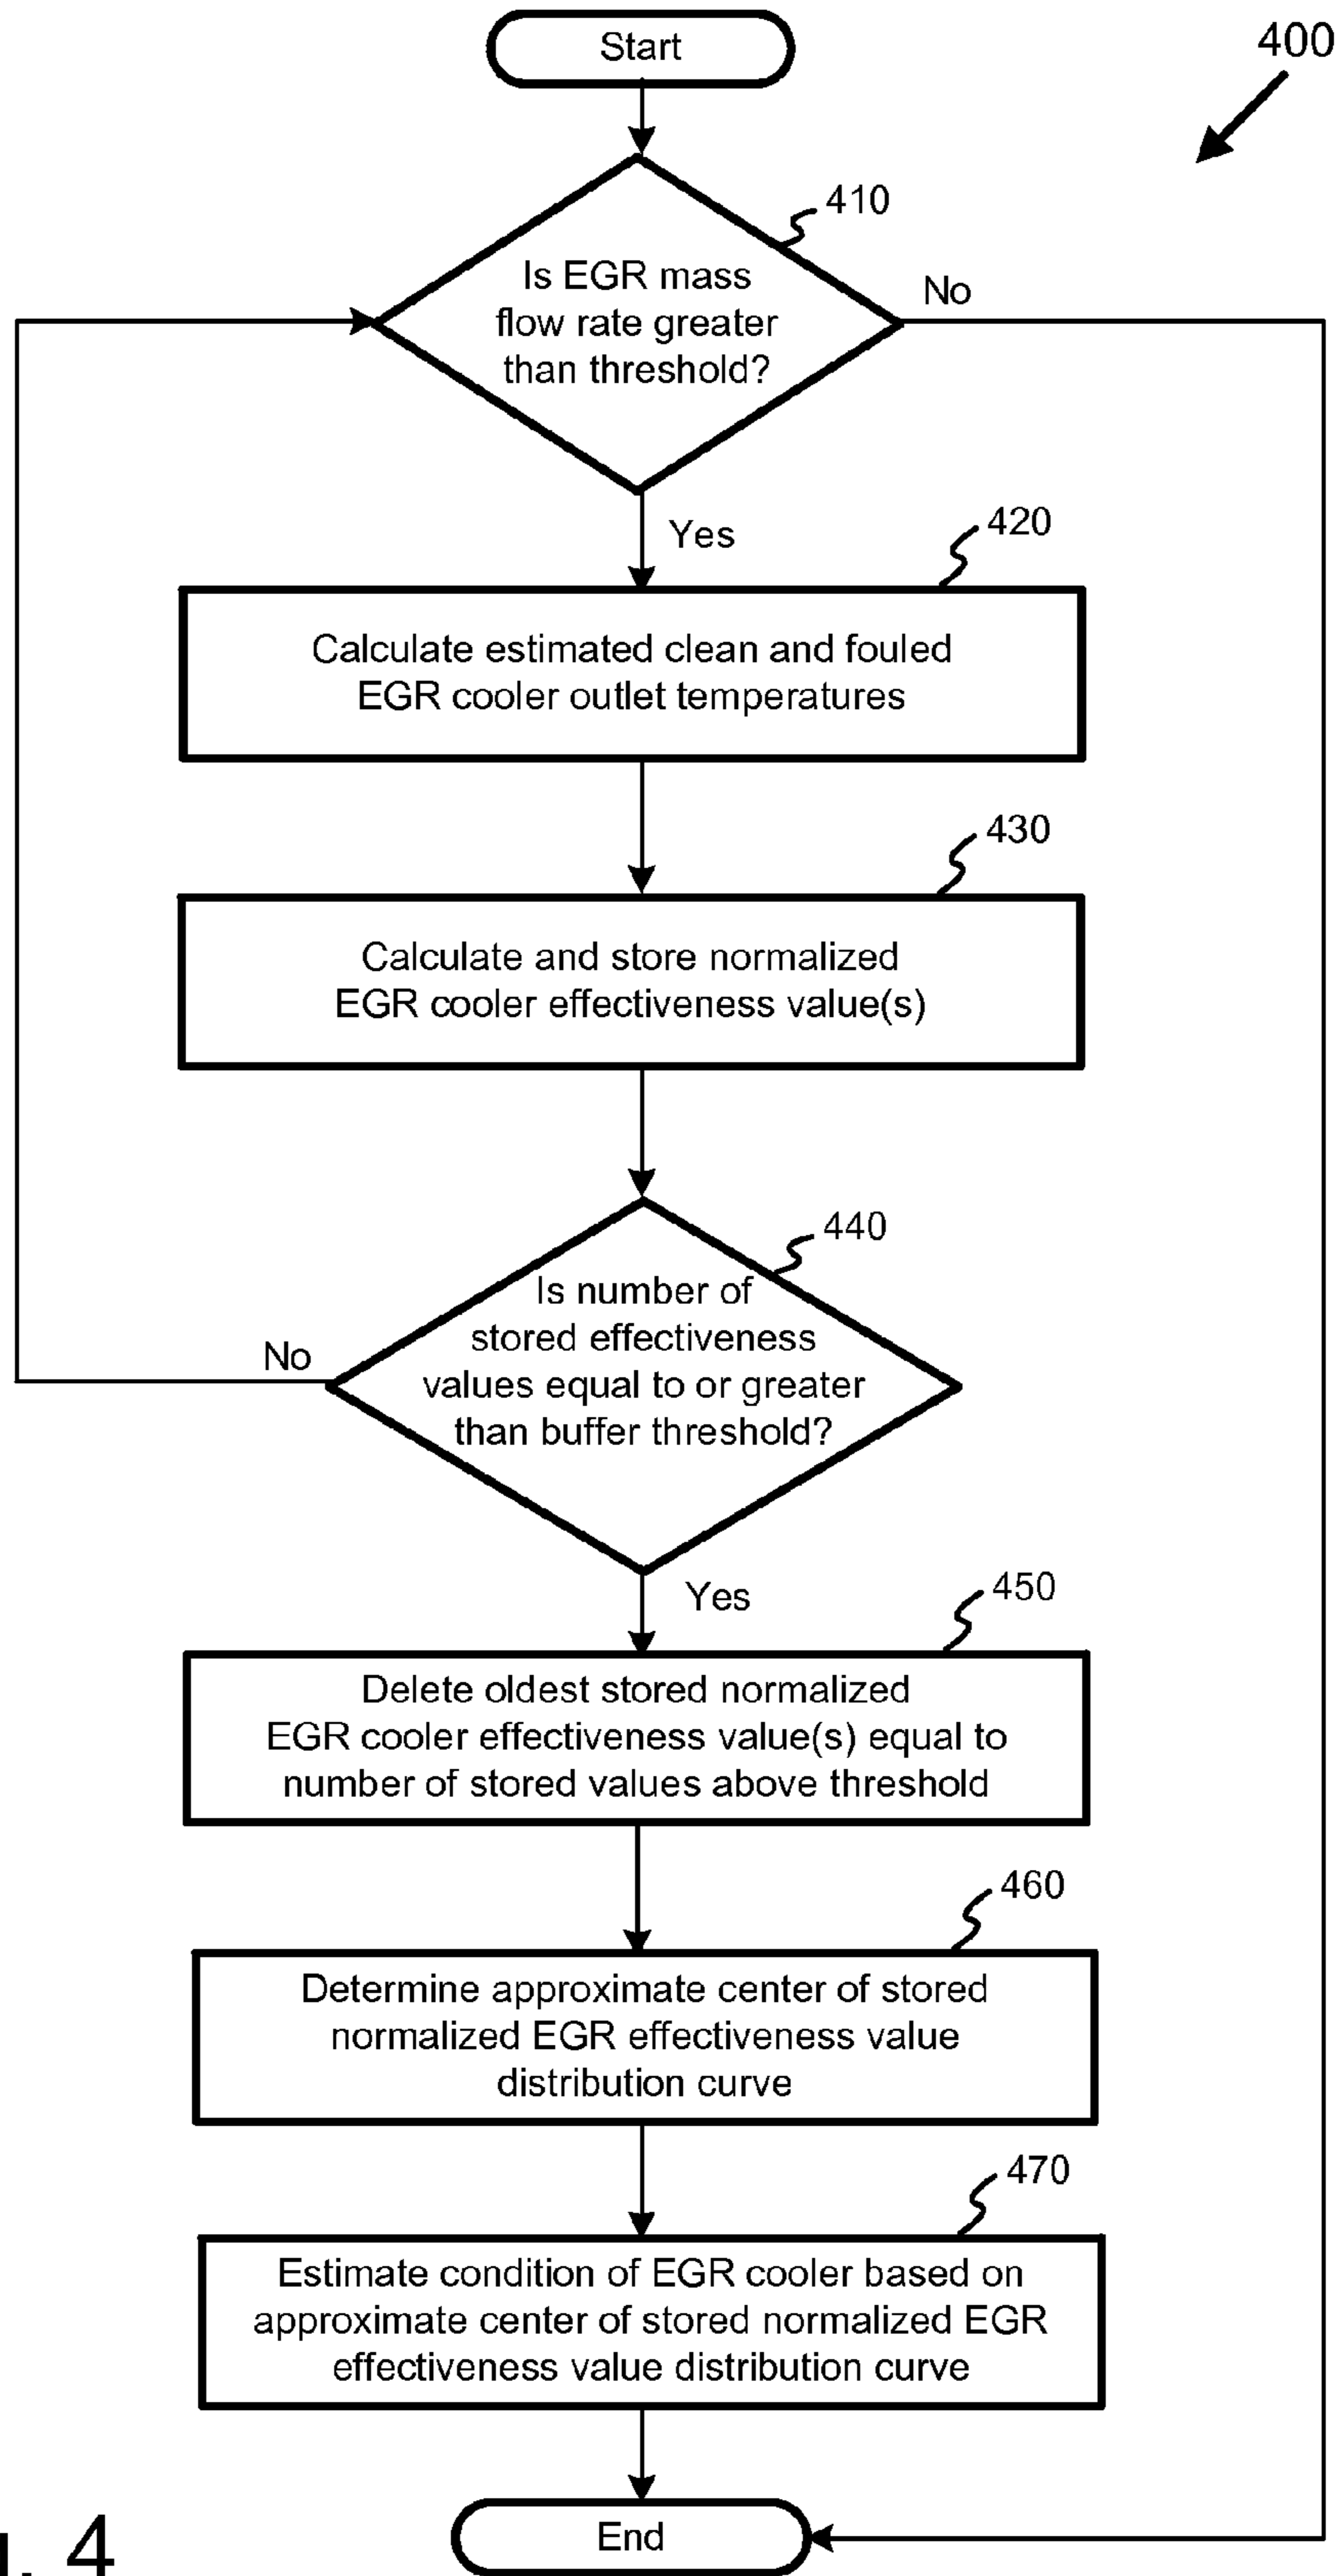 Start
400
410
Is EGR mass
flow rate greater
than threshold?
No
Yes
420
Calculate estimated clean and fouled
EGR cooler outlet temperatures
430
Calculate and store normalized
EGR cooler effectiveness value(s)
440
Is number of
stored effectiveness
values equal to or greater
than buffer threshold?
No
Yes
450
Delete oldest stored normalized
EGR cooler effectiveness value(s) equal to
number of stored values above threshold
460
Determine approximate center of stored
normalized EGR effectiveness value
distribution curve
470
Estimate condition of EGR cooler based on
approximate center of stored normalized EGR
effectiveness value distribution curve
End
4